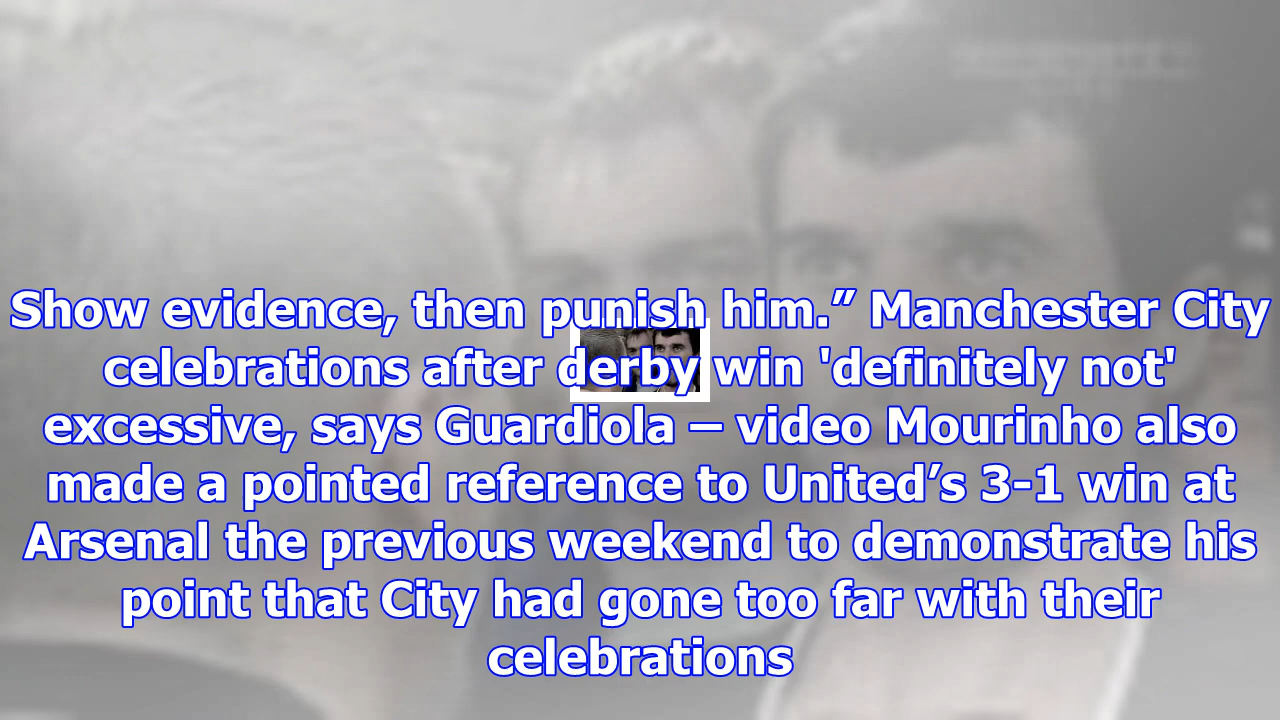 Show evidence, then punish him.” Manchester City
celebrations after derby win 'definitely not'
excessive, says Guardiola – video Mourinho also
made a pointed reference to United’s 3-1 win at
Arsenal the previous weekend to demonstrate his
point that City had gone too far with their
celebrations